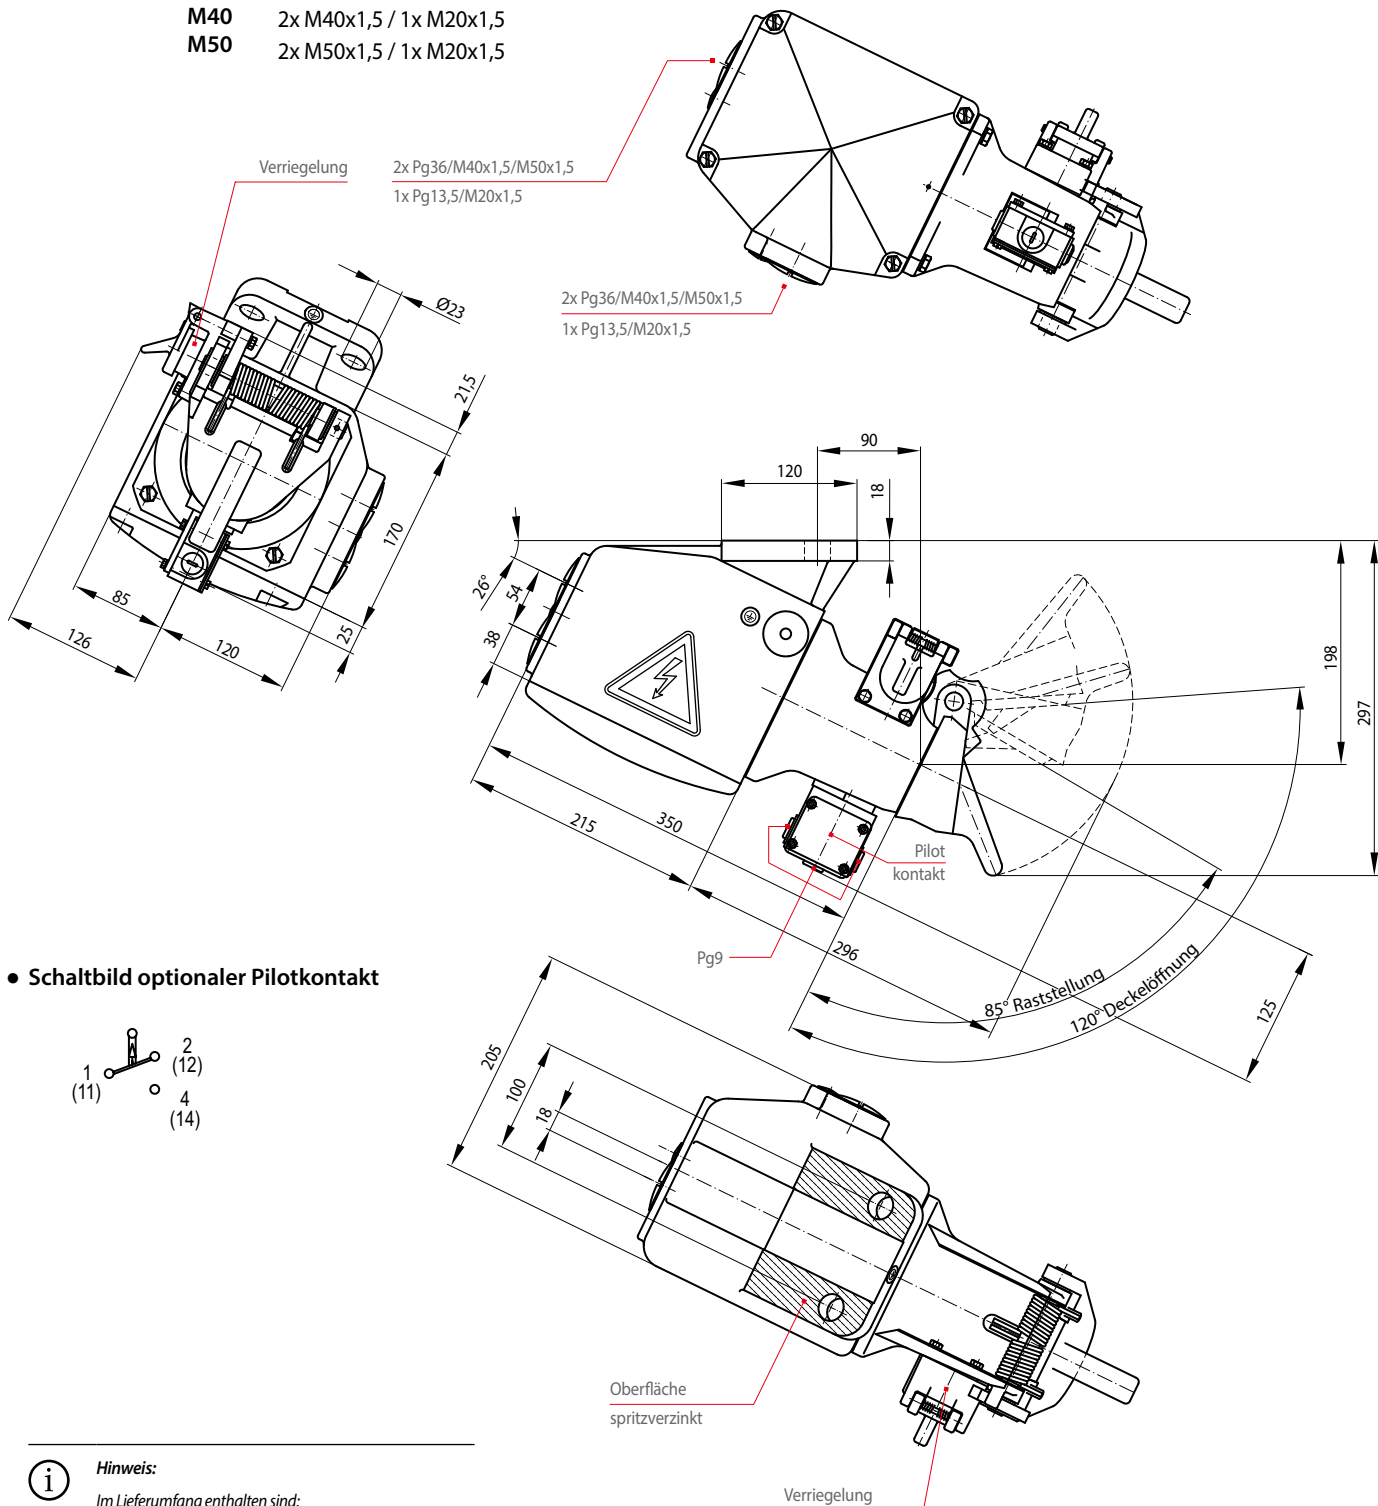 M40 2x M40x1,5 / 1x M20x1,5
M50 2x M50x1,5 / 1x M20x1,5
Verriegelung
2x Pg36/M40x1,5/M50x1,5
1x Pg13,5/M20x1,5
2x Pg36/M40x1,5/M50x1,5
1x Pg13,5/M20x1,5
Ø23
21,5
170
25
85
126
120
90
120
18
26°
54
38
198
297
215
350
296
Pilot
kontakt
Pg9
85° Raststellung
120° Deckelöffnung
125
• Schaltbild optionaler Pilotkontakt
1
(11)
2
(12)
4
(14)
205
100
18
Oberfläche
spritzverzinkt
Verriegelung
i
Hinweis:
Im Lieferumfang enthalten sind: